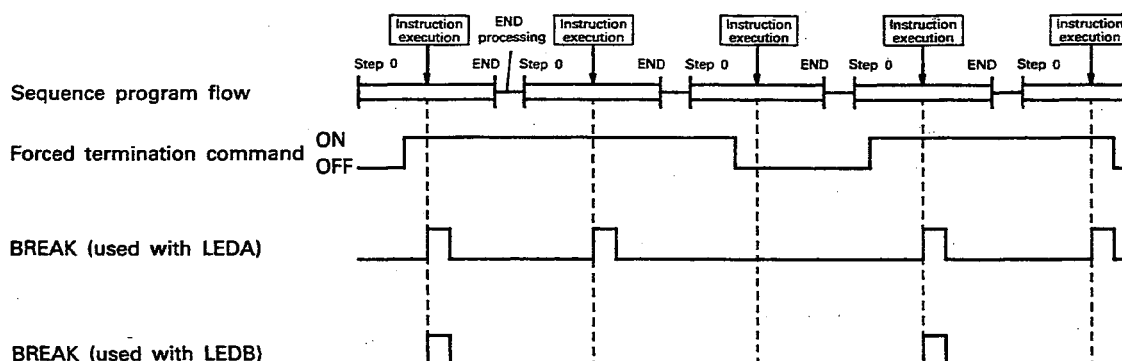 Instruction execution
END processing
Instruction execution
Instruction execution
Instruction execution
Instruction execution
Step 0
END
Step 0
END
Step 0
END
Step 0
END
Step 0
Sequence program flow
Forced termination command
ON
OFF
BREAK (used with LEDA)
BREAK (used with LEDB)